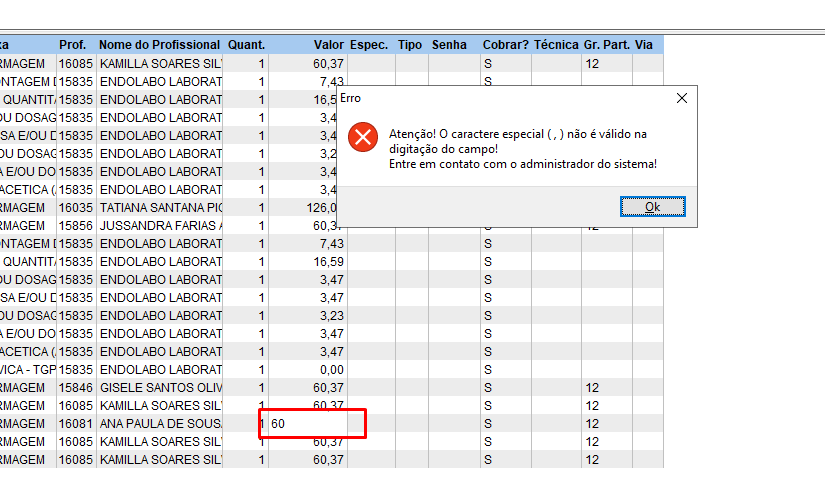 xa Prof. Nome do Profissional Quant. Valor Espec. Tipo Senha Cobrar? Técnica Gr. Part. Via
RMAGEM 16085 KAMILLA SOARES SIL 1 60,37 S 12
ONTAGEM D 15835 ENDOLABO LABORAT 1 7,43 S
QUANTIT 15835 ENDOLABO LABORAT 1 16,5
OU DOSAG 15835 ENDOLABO LABORAT 1 3,4
SA E/OU D 15835 ENDOLABO LABORAT 1 3,4
OU DOSAG 15835 ENDOLABO LABORAT 1 3,2
A E/OU DO 15835 ENDOLABO LABORAT 1 3,4
ACETICA ( 15835 ENDOLABO LABORAT 1 3,4
RMAGEM 16035 TATIANA SANTANA PI 1 126,0
RMAGEM 15856 JUSSANDRA FARIAS A 1 60,37 S 12
ONTAGEM D 15835 ENDOLABO LABORAT 1 7,43 S
QUANTIT 15835 ENDOLABO LABORAT 1 16,59 S
OU DOSAG 15835 ENDOLABO LABORAT 1 3,47 S
SA E/OU D 15835 ENDOLABO LABORAT 1 3,47 S
OU DOSAG 15835 ENDOLABO LABORAT 1 3,23 S
A E/OU DO 15835 ENDOLABO LABORAT 1 3,47 S
ACETICA ( 15835 ENDOLABO LABORAT 1 3,47 S
VICA - TGP 15835 ENDOLABO LABORAT 1 0,00 S
RMAGEM 15846 GISELE SANTOS OLIV 1 60,37 S 12
RMAGEM 16085 KAMILLA SOARES SIL 1 60,37 S 12
RMAGEM 16081 ANA PAULA DE SOUS 1 60 S 12
RMAGEM 16085 KAMILLA SOARES SIL 1 60,37 S 12
RMAGEM 16085 KAMILLA SOARES SIL 1 60,37 S 12
Erro
Atenção! O caractere especial ( , ) não é válido na
digitação do campo!
Entre em contato com o administrador do sistema!
Ok